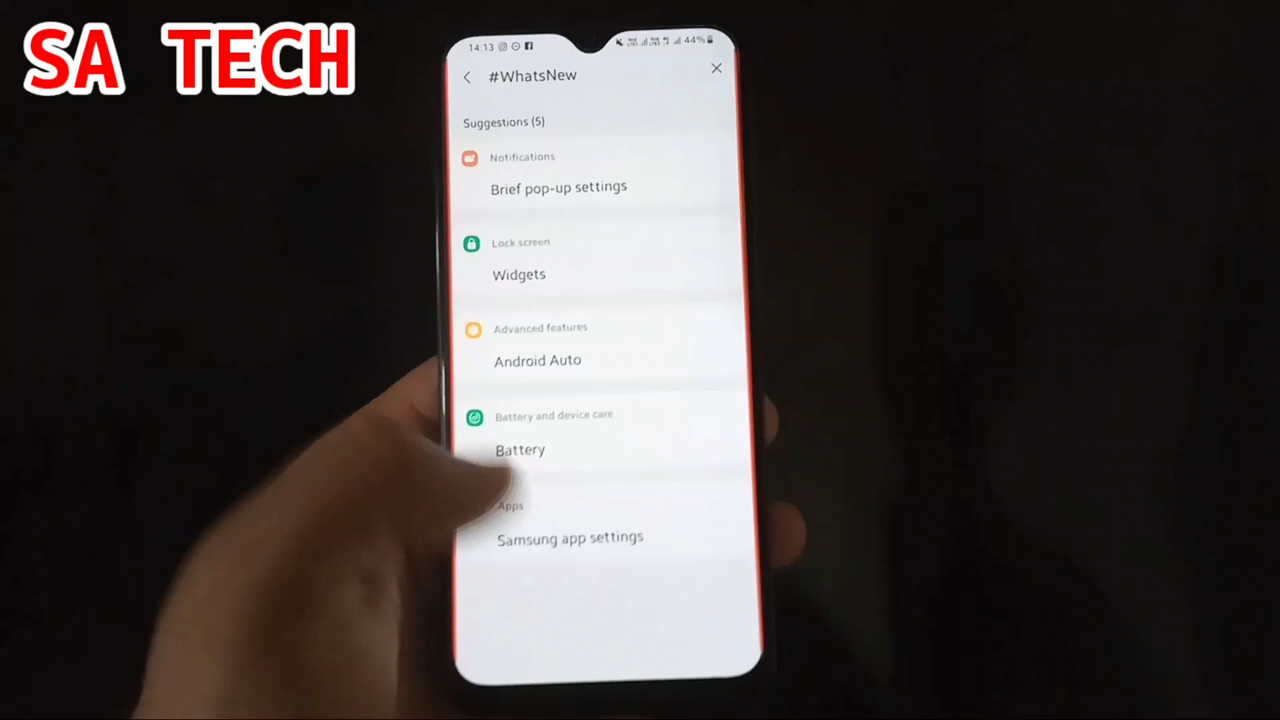 SA TECH
14:13
44%
#WhatsNew
Suggestions (5)
Notifications
Brief pop-up settings
Lock screen
Widgets
Advanced features
Android Auto
Battery and device care
Battery
Apps
Samsung app settings